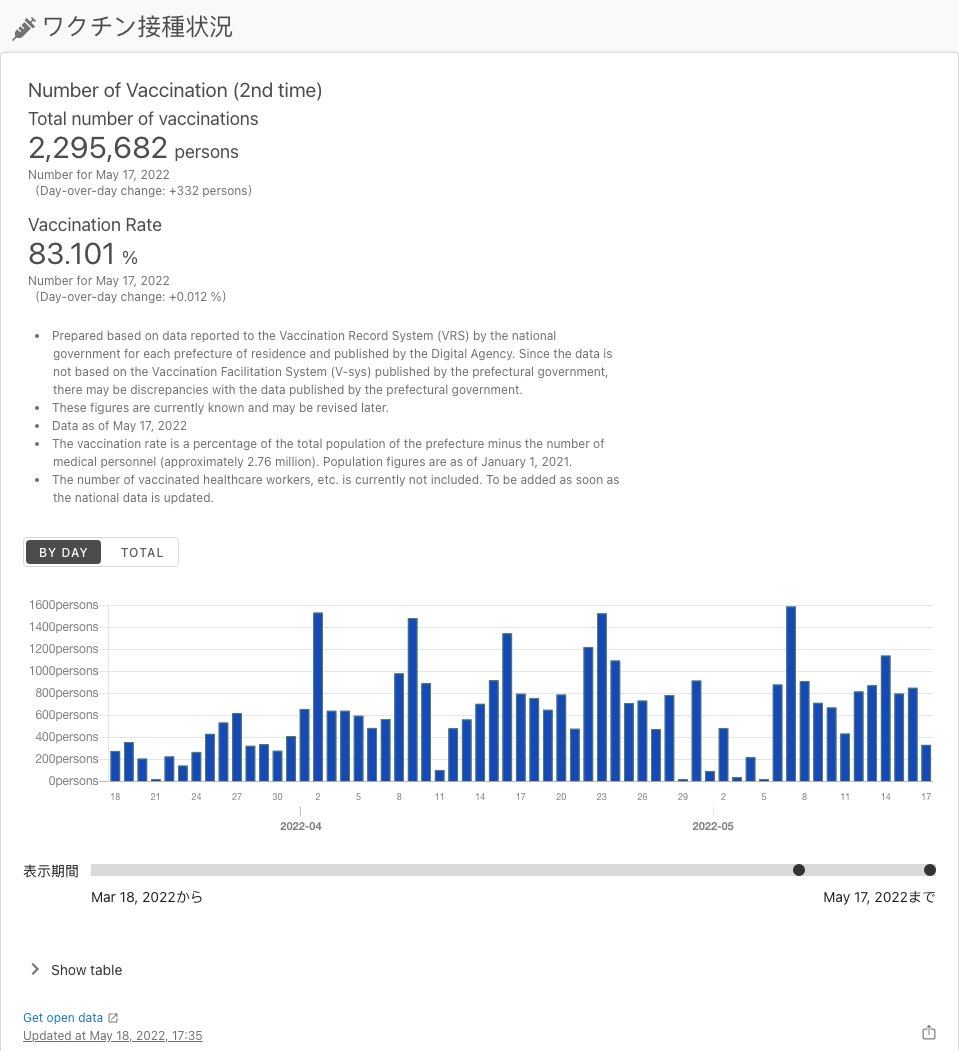 ワクチン接種状況
Number of Vaccination (2nd time)
Total number of vaccinations
2,295,682 persons
Number for May 17, 2022
(Day-over-day change: +332 persons)
Vaccination Rate
83.101 %
Number for May 17, 2022
(Day-over-day change: +0.012 %)
• Prepared based on data reported to the Vaccination Record System (VRS) by the national
government for each prefecture of residence and published by the Digital Agency. Since the data is
not based on the Vaccination Facilitation System (V-sys) published by the prefectural government,
there may be discrepancies with the data published by the prefectural government.
• These figures are currently known and may be revised later.
• Data as of May 17, 2022
• The vaccination rate is a percentage of the total population of the prefecture minus the number of
medical personnel (approximately 2.76 million). Population figures are as of January 1, 2021.
• The number of vaccinated healthcare workers, etc. is currently not included. To be added as soon as
the national data is updated.
BY DAY TOTAL
1600persons
1400persons
1200persons
1000persons
800persons
600persons
400persons
200persons
0persons
18 21 24 27 30 2 5 8 11 14 17 20 23 26 29 2 5 8 11 14 17
2022-04 2022-05
表示期間
Mar 18, 2022から May 17, 2022まで
Show table
Get open data
Updated at May 18, 2022, 17:35